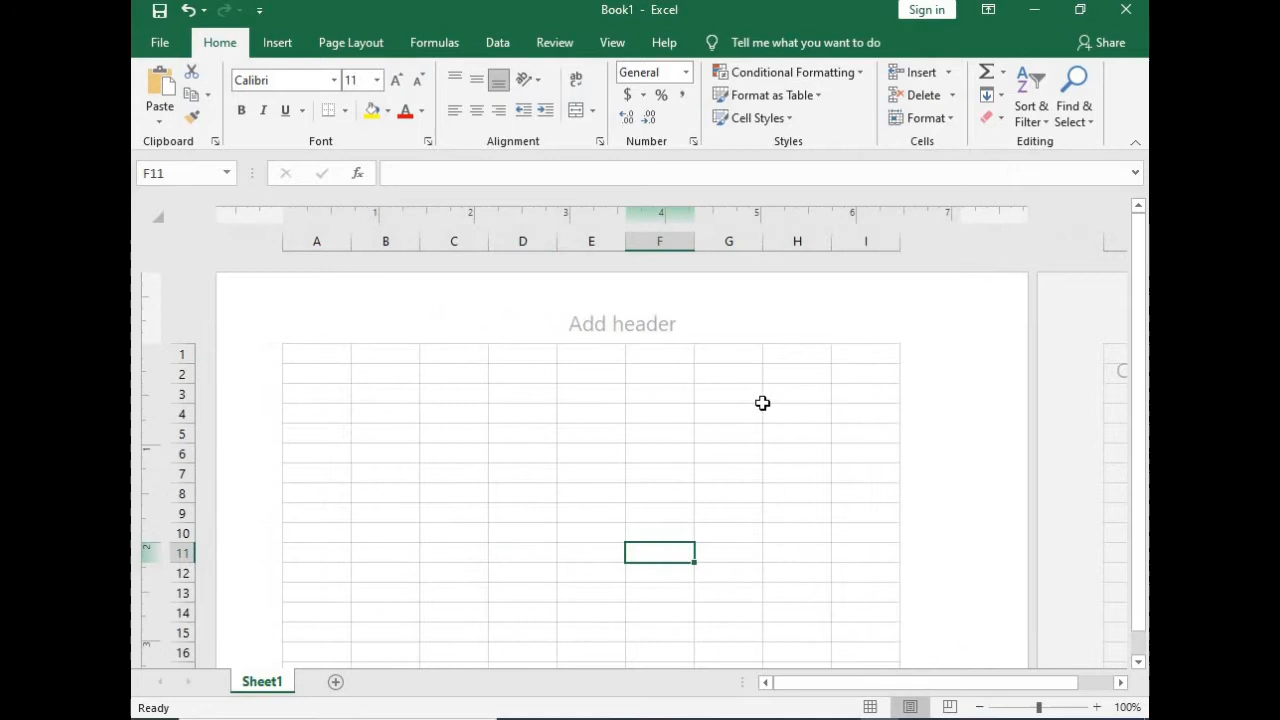 Book1 - Excel
Sign in
File Home Insert Page Layout Formulas Data Review View Help Tell me what you want to do Share
Paste
Clipboard
Calibri 11
B I U
Font
Alignment
General
$ % ,
Number
Conditional Formatting
Format as Table
Cell Styles
Styles
Insert
Delete
Format
Cells
Sort & Filter
Find & Select
Editing
F11
fx
1 2 3 4 5 6 7
A B C D E F G H I
Add header
1
2
3
4
5
6
7
8
9
10
11
12
13
14
15
16
1
2
3
Sheet1
Ready
100%